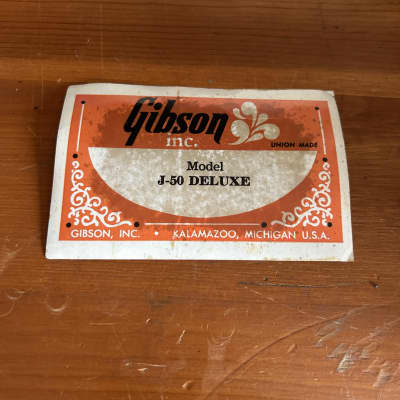 Gibson
inc.
UNION MADE
Model
J-50 DELUXE
GIBSON, INC. • KALAMAZOO, MICHIGAN U.S.A.